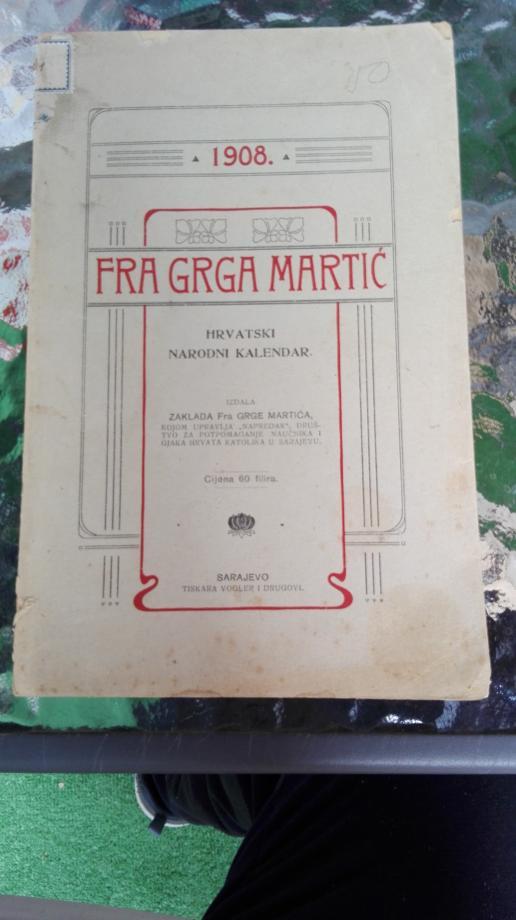 1908.
FRA GRGA MARTIĆ
HRVATSKI
NARODNI KALENDAR.
IZDALA
ZAKLADA Fra GRGE MARTIĆA,
KOJOM UPRAVLJA „NAPREDAK“, DRUŠ-
TVO ZA POTPOMAGANJE NAUČNIKA I
GJAKA HRVATA KATOLIKA U SARAJEVU.
Cijena 60 filira.
SARAJEVO
TISKARA VOGLER I DRUGOVI.